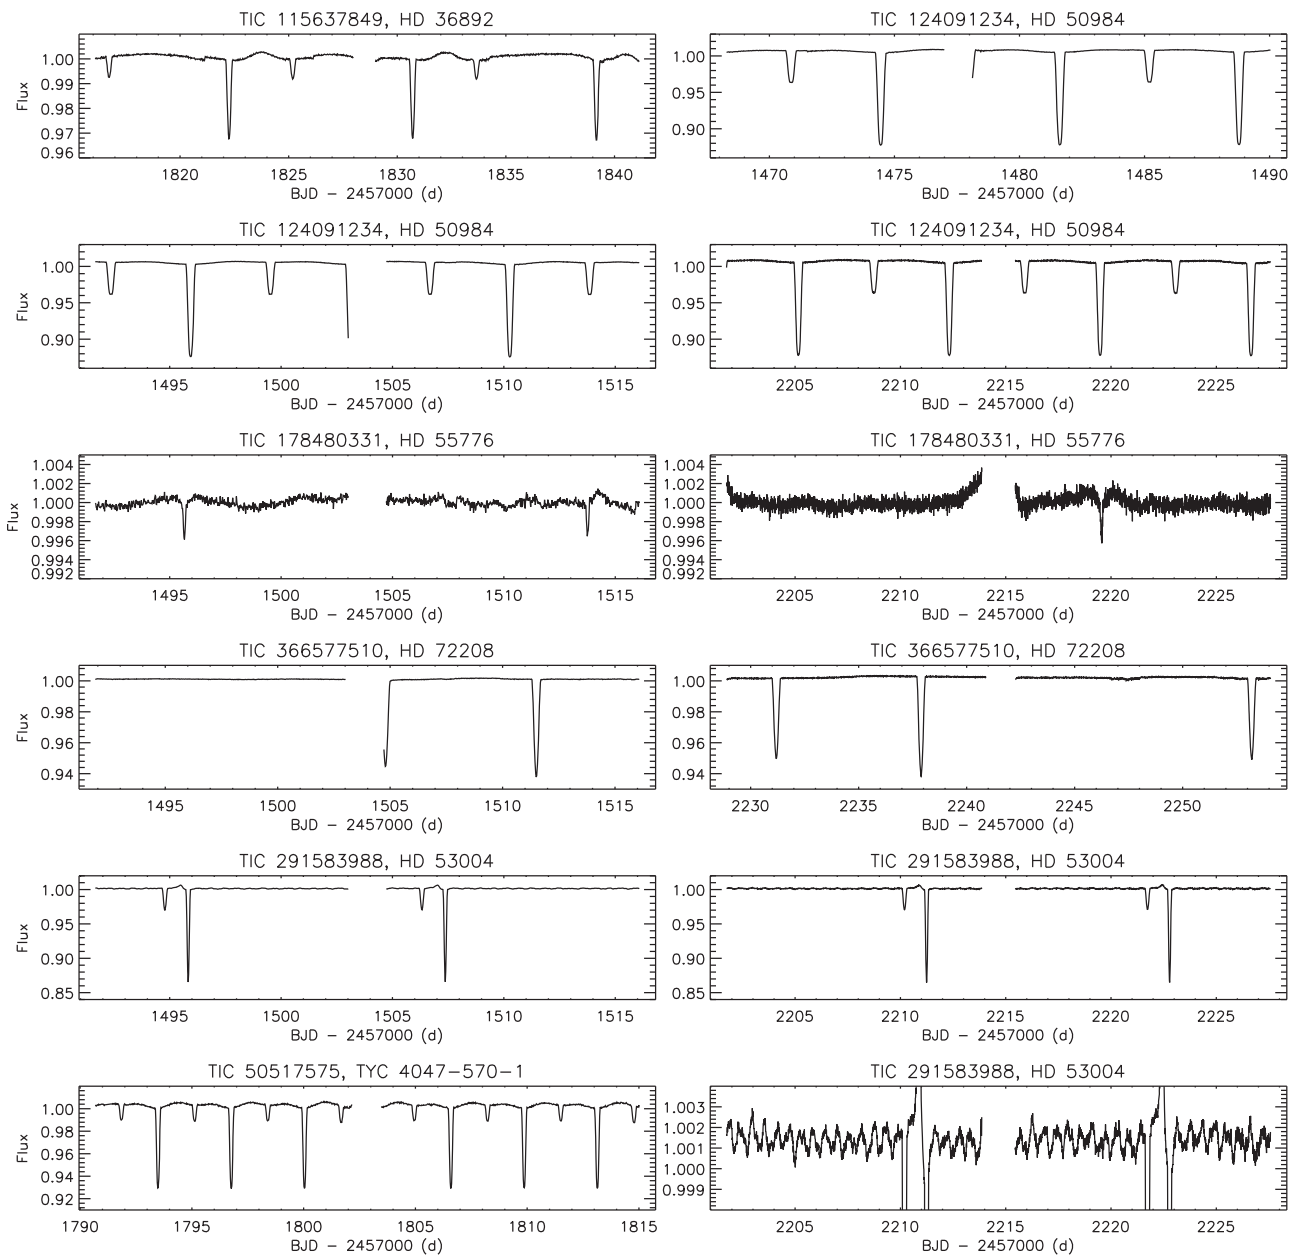 TIC 115637849, HD 36892
1.00
0.99
0.98
0.97
0.96
Flux
1820 1825 1830 1835 1840
BJD − 2457000 (d)
TIC 124091234, HD 50984
1.00
0.95
0.90
1470 1475 1480 1485 1490
BJD − 2457000 (d)
TIC 124091234, HD 50984
1.00
0.95
0.90
Flux
1495 1500 1505 1510 1515
BJD − 2457000 (d)
TIC 124091234, HD 50984
1.00
0.95
0.90
2205 2210 2215 2220 2225
BJD − 2457000 (d)
TIC 178480331, HD 55776
1.004
1.002
1.000
0.998
0.996
0.994
0.992
Flux
1495 1500 1505 1510 1515
BJD − 2457000 (d)
TIC 178480331, HD 55776
1.004
1.002
1.000
0.998
0.996
0.994
0.992
2205 2210 2215 2220 2225
BJD − 2457000 (d)
TIC 366577510, HD 72208
1.00
0.98
0.96
0.94
Flux
1495 1500 1505 1510 1515
BJD − 2457000 (d)
TIC 366577510, HD 72208
1.00
0.98
0.96
0.94
2230 2235 2240 2245 2250
BJD − 2457000 (d)
TIC 291583988, HD 53004
1.00
0.95
0.90
0.85
Flux
1495 1500 1505 1510 1515
BJD − 2457000 (d)
TIC 291583988, HD 53004
1.00
0.95
0.90
0.85
2205 2210 2215 2220 2225
BJD − 2457000 (d)
TIC 50517575, TYC 4047−570−1
1.00
0.98
0.96
0.94
0.92
Flux
1790 1795 1800 1805 1810 1815
BJD − 2457000 (d)
TIC 291583988, HD 53004
1.003
1.002
1.001
1.000
0.999
2205 2210 2215 2220 2225
BJD − 2457000 (d)